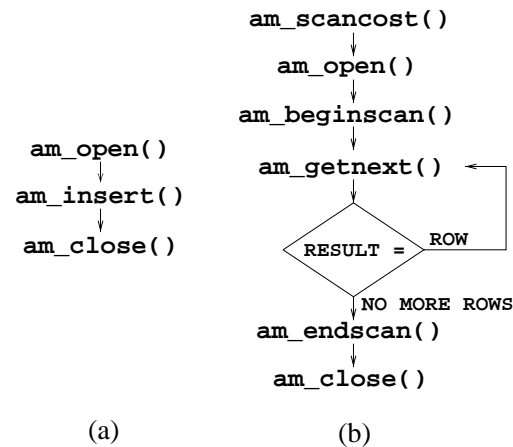 am_open()
am_insert()
am_close()
(a)
am_scancost()
am_open()
am_beginscan()
am_getnext()
RESULT =
ROW
NO MORE ROWS
am_endscan()
am_close()
(b)